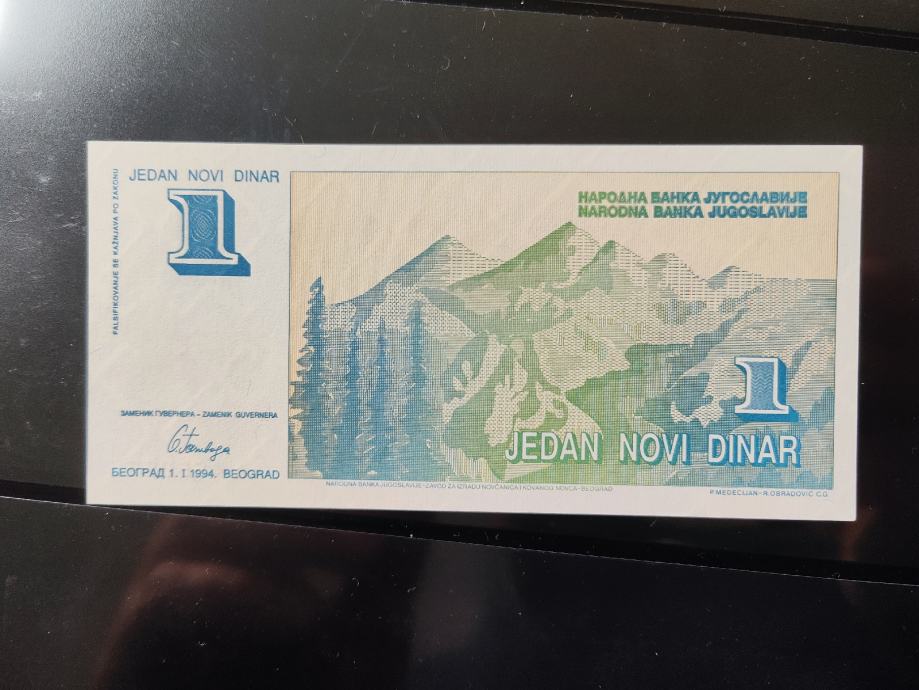 JEDAN NOVI DINAR
1
FALSIFIKOVANJE SE KAŽNJAVA PO ZAKONU
НАРОДНА БАНКА ЈУГОСЛАВИЈЕ
NARODNA BANKA JUGOSLAVIJE
1
JEDAN NOVI DINAR
ЗАМЕНИК ГУВЕРНЕРА - ZAMENIK GUVERNERA
БЕОГРАД 1. I 1994. BEOGRAD
NARODNA BANKA JUGOSLAVIJE-ZAVOD ZA IZRADU NOVČANICA I KOVANOG NOVCA-BEOGRAD
P.MEDECIJAN-R.OBRADOVIĆ C.G.